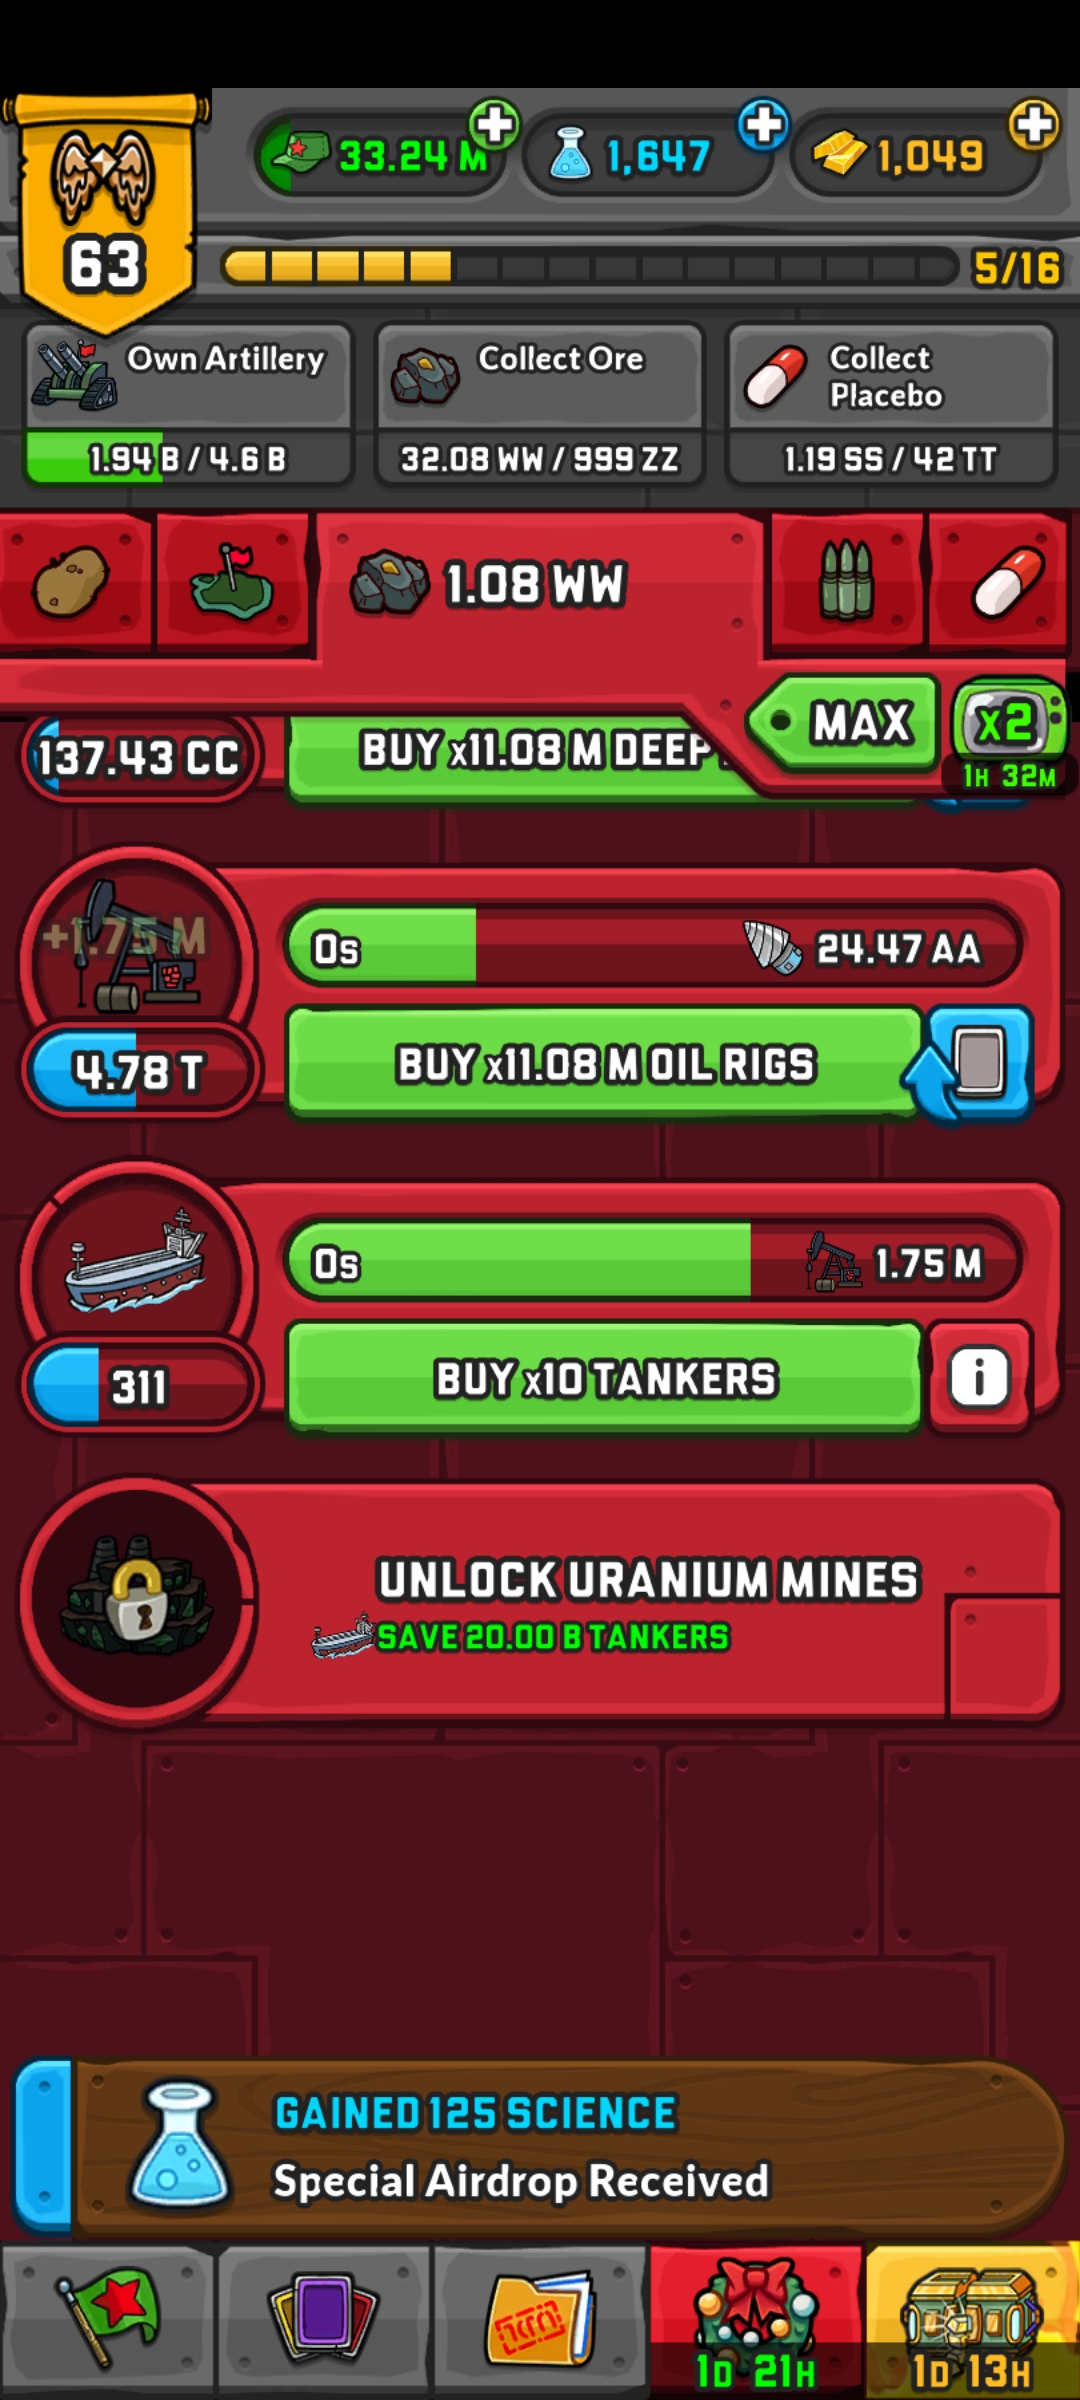 33.24 M
1,647
1,049
63
5/16
Own Artillery
1.94 B / 4.6 B
Collect Ore
32.08 WW / 999 ZZ
Collect
Placebo
1.19 SS / 42 TT
1.08 WW
MAX
x2
1H 32M
137.43 CC
BUY x11.08 M DEEP
+1.75 M
0s
24.47 AA
4.78 T
BUY x11.08 M OIL RIGS
0s
1.75 M
311
BUY x10 TANKERS
i
UNLOCK URANIUM MINES
SAVE 20.00 B TANKERS
GAINED 125 SCIENCE
Special Airdrop Received
1D 21H
1D 13H